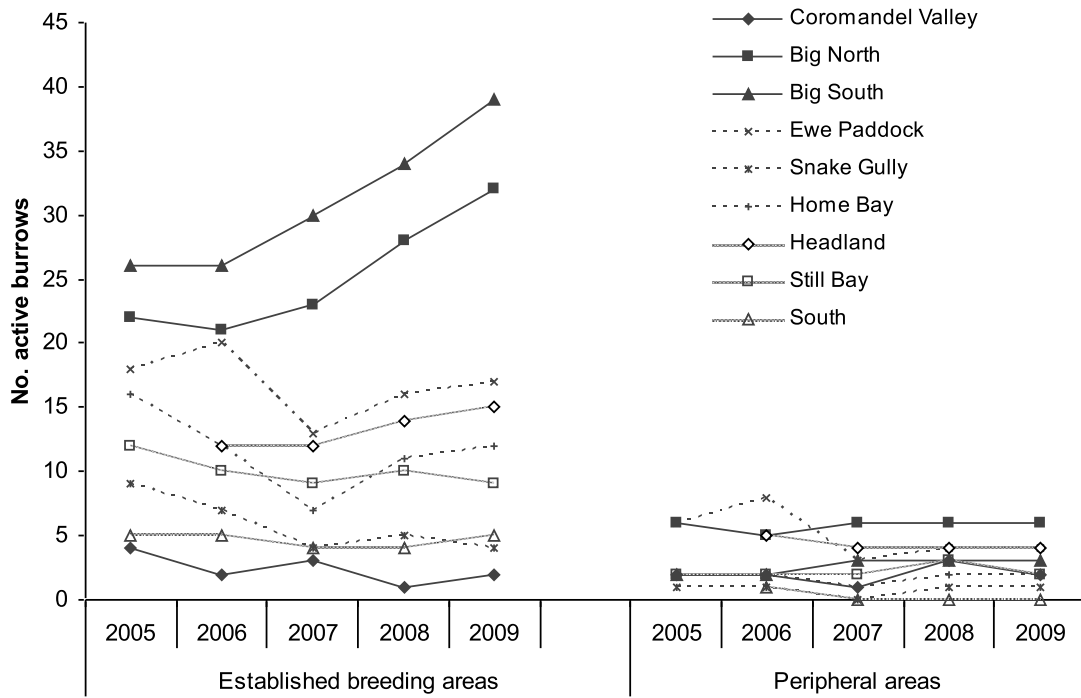 No. active burrows
45
40
35
30
25
20
15
10
5
0
Coromandel Valley
Big North
Big South
Ewe Paddock
Snake Gully
Home Bay
Headland
Still Bay
South
2005 2006 2007 2008 2009 2005 2006 2007 2008 2009
Established breeding areas Peripheral areas